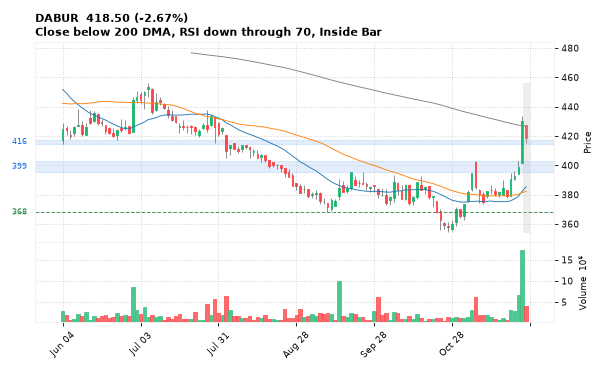 DABUR 418.50 (-2.67%)
Close below 200 DMA, RSI down through 70, Inside Bar
480
460
440
420
400
380
360
Price
416
399
368
15
10
5
Volume 10⁶
Jun 04
Jul 03
Jul 31
Aug 28
Sep 28
Oct 28